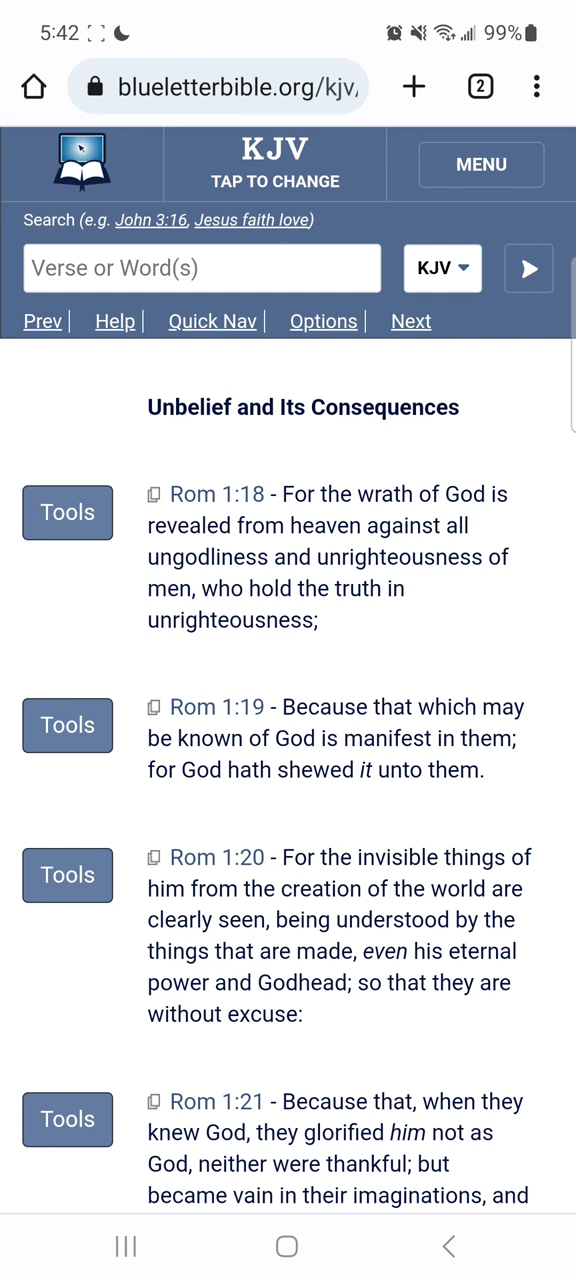 5:42
99%
blueletterbible.org/kjv/
2
KJV
TAP TO CHANGE
MENU
Search (e.g. John 3:16, Jesus faith love)
Verse or Word(s)
KJV
Prev | Help | Quick Nav | Options | Next
Unbelief and Its Consequences
Tools
Rom 1:18 - For the wrath of God is
revealed from heaven against all
ungodliness and unrighteousness of
men, who hold the truth in
unrighteousness;
Tools
Rom 1:19 - Because that which may
be known of God is manifest in them;
for God hath shewed it unto them.
Tools
Rom 1:20 - For the invisible things of
him from the creation of the world are
clearly seen, being understood by the
things that are made, even his eternal
power and Godhead; so that they are
without excuse:
Tools
Rom 1:21 - Because that, when they
knew God, they glorified him not as
God, neither were thankful; but
became vain in their imaginations, and